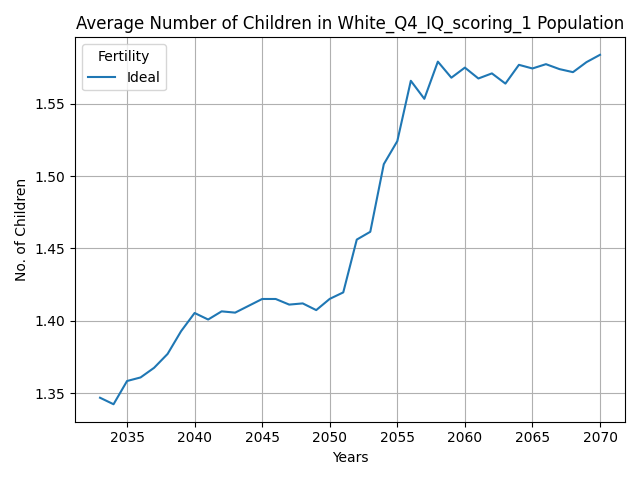 Average Number of Children in White_Q4_IQ_scoring_1 Population
Fertility
Ideal
No. of Children
1.55
1.50
1.45
1.40
1.35
2035 2040 2045 2050 2055 2060 2065 2070
Years